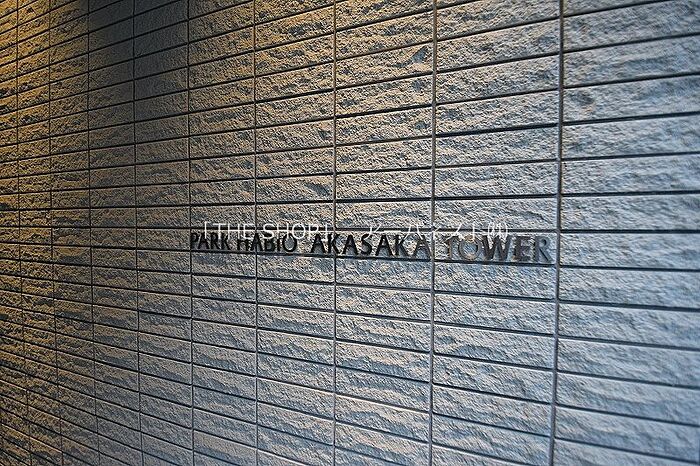 「THE SHOP」
PARK HABIO AKASAKA TOWER